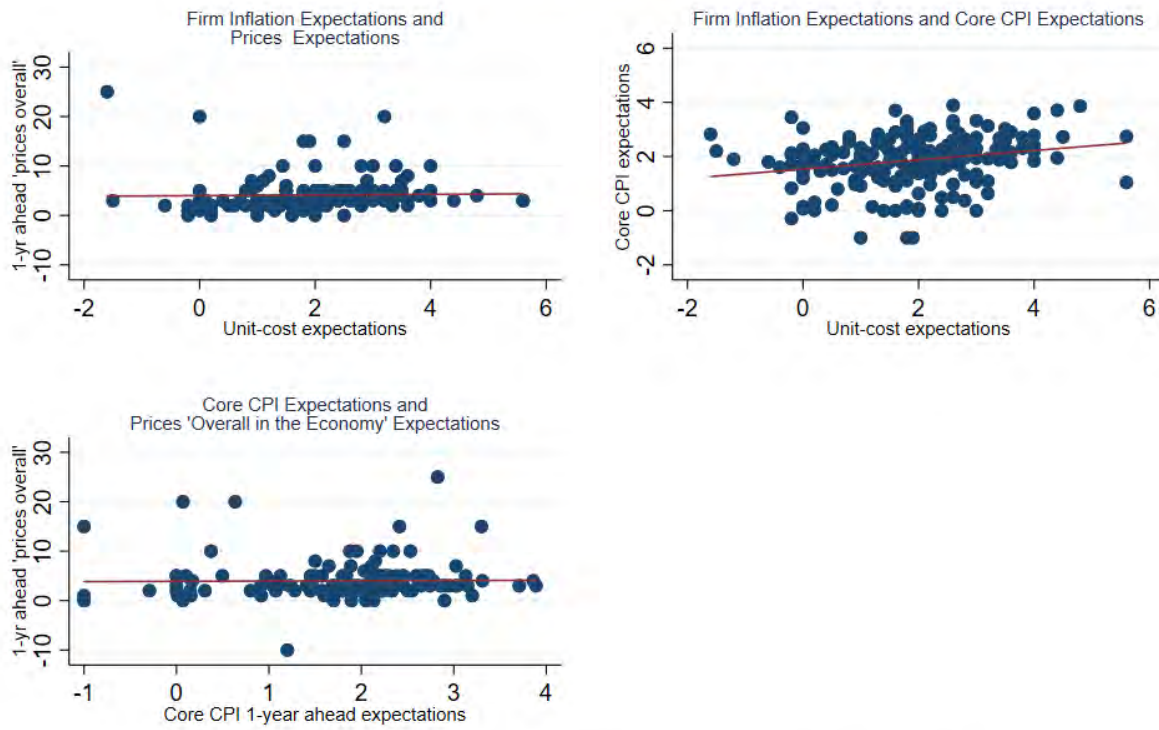 Firm Inflation Expectations and
Prices  Expectations
1-yr ahead 'prices overall'
30
20
10
0
-10
-2 0 2 4 6
Unit-cost expectations
Firm Inflation Expectations and Core CPI Expectations
Core CPI expectations
6
4
2
0
-2
-2 0 2 4 6
Unit-cost expectations
Core CPI Expectations and
Prices 'Overall in the Economy' Expectations
1-yr ahead 'prices overall'
30
20
10
0
-10
-1 0 1 2 3 4
Core CPI 1-year ahead expectations